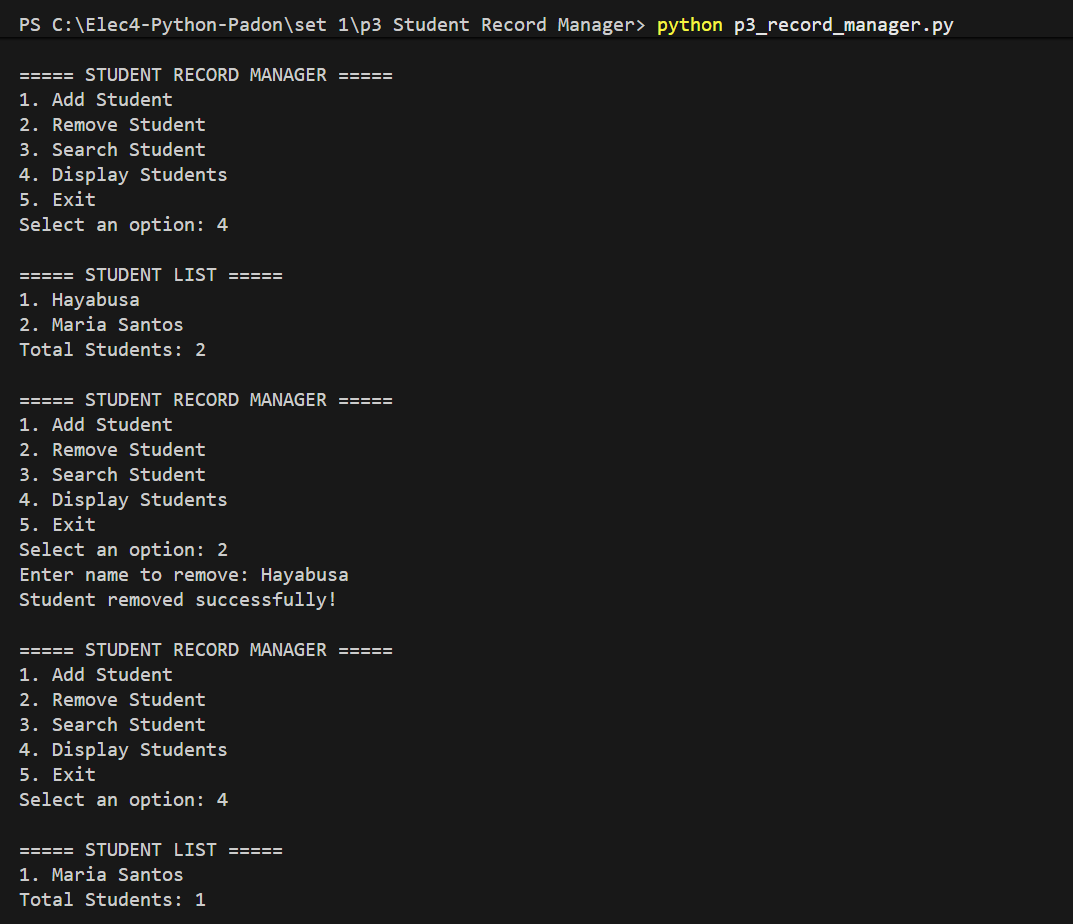 PS C:\Elec4-Python-Padon\set 1\p3 Student Record Manager> python p3_record_manager.py
===== STUDENT RECORD MANAGER =====
1. Add Student
2. Remove Student
3. Search Student
4. Display Students
5. Exit
Select an option: 4
===== STUDENT LIST =====
1. Hayabusa
2. Maria Santos
Total Students: 2
===== STUDENT RECORD MANAGER =====
1. Add Student
2. Remove Student
3. Search Student
4. Display Students
5. Exit
Select an option: 2
Enter name to remove: Hayabusa
Student removed successfully!
===== STUDENT RECORD MANAGER =====
1. Add Student
2. Remove Student
3. Search Student
4. Display Students
5. Exit
Select an option: 4
===== STUDENT LIST =====
1. Maria Santos
Total Students: 1